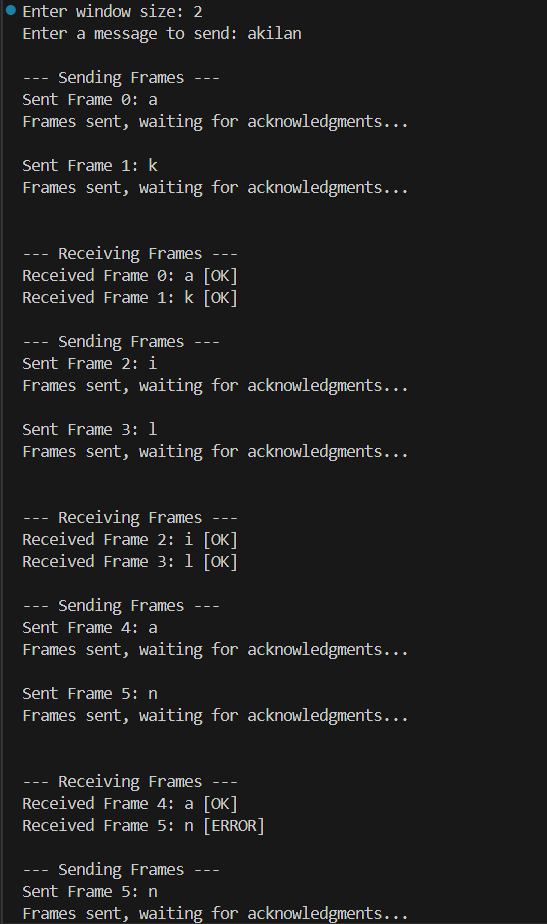 Enter window size: 2
Enter a message to send: akilan
--- Sending Frames ---
Sent Frame 0: a
Frames sent, waiting for acknowledgments...
Sent Frame 1: k
Frames sent, waiting for acknowledgments...
--- Receiving Frames ---
Received Frame 0: a [OK]
Received Frame 1: k [OK]
--- Sending Frames ---
Sent Frame 2: i
Frames sent, waiting for acknowledgments...
Sent Frame 3: l
Frames sent, waiting for acknowledgments...
--- Receiving Frames ---
Received Frame 2: i [OK]
Received Frame 3: l [OK]
--- Sending Frames ---
Sent Frame 4: a
Frames sent, waiting for acknowledgments...
Sent Frame 5: n
Frames sent, waiting for acknowledgments...
--- Receiving Frames ---
Received Frame 4: a [OK]
Received Frame 5: n [ERROR]
--- Sending Frames ---
Sent Frame 5: n
Frames sent, waiting for acknowledgments...